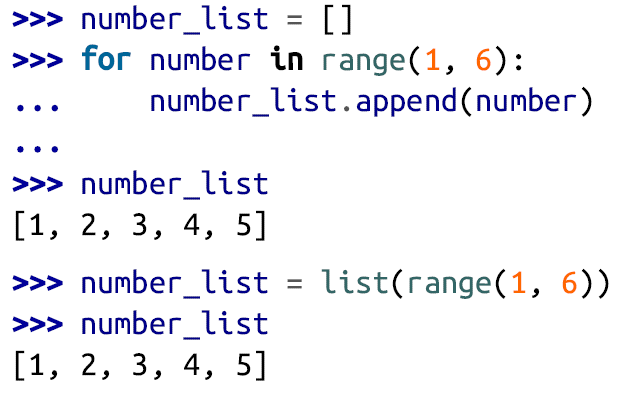 >>> number_list = []
>>> for number in range(1, 6):
...     number_list.append(number)
...
>>> number_list
[1, 2, 3, 4, 5]
>>> number_list = list(range(1, 6))
>>> number_list
[1, 2, 3, 4, 5]